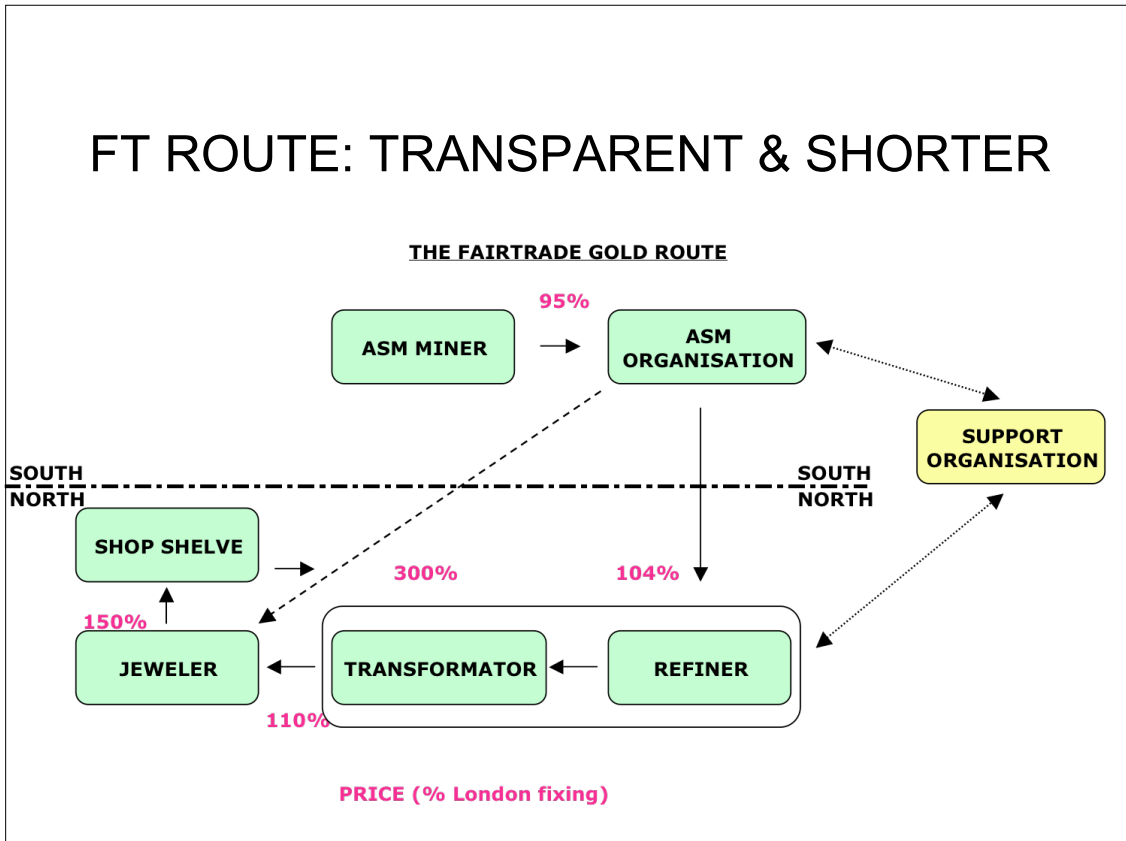 FT ROUTE: TRANSPARENT & SHORTER
THE FAIRTRADE GOLD ROUTE
95%
ASM MINER
ASM
ORGANISATION
SUPPORT
ORGANISATION
SOUTH
SOUTH
NORTH
NORTH
SHOP SHELVE
300%
104%
150%
JEWELER
TRANSFORMATOR
REFINER
110%
PRICE (% London fixing)